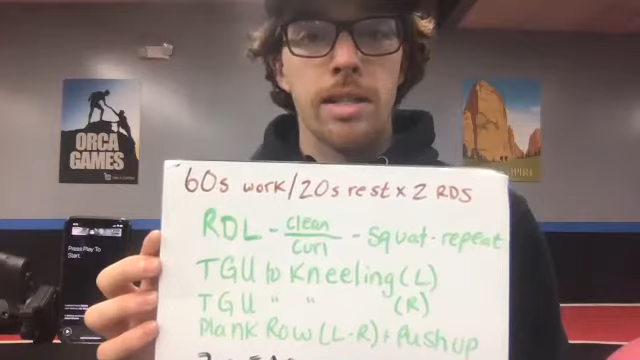 ORCA
GAMES
Press Play To
Start
60s work/20s rest x 2 RDS
RDL - clean/curl - squat - repeat
TGU to Kneeling (L)
TGU " " (R)
Plank Row (L-R) + Pushup